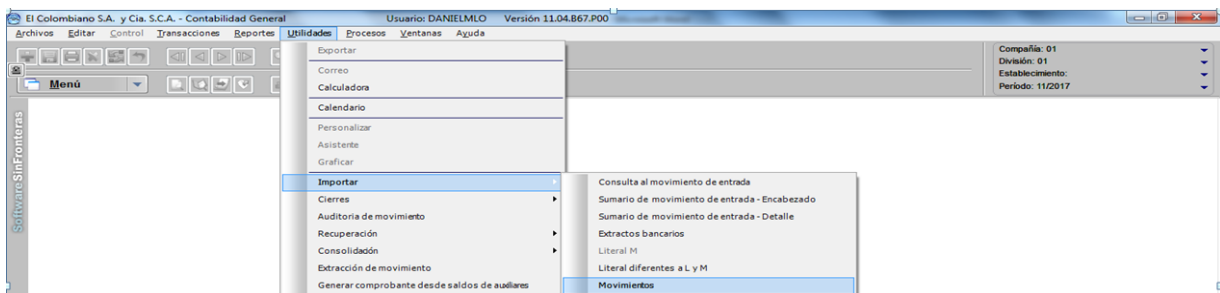 El Colombiano S.A. y Cia. S.C.A. - Contabilidad General Usuario: DANIELMLO Versión 11.04.B67.P00
Archivos Editar Control Transacciones Reportes Utilidades Procesos Ventanas Ayuda
Compañía: 01
División: 01
Establecimiento:
Período: 11/2017
Menú
SoftwareSinFronteras
Exportar
Correo
Calculadora
Calendario
Personalizar
Asistente
Graficar
Importar
Cierres
Auditoria de movimiento
Recuperación
Consolidación
Extracción de movimiento
Generar comprobante desde saldos de auxiliares
Consulta al movimiento de entrada
Sumario de movimiento de entrada - Encabezado
Sumario de movimiento de entrada - Detalle
Extractos bancarios
Literal M
Literal diferentes a L y M
Movimientos